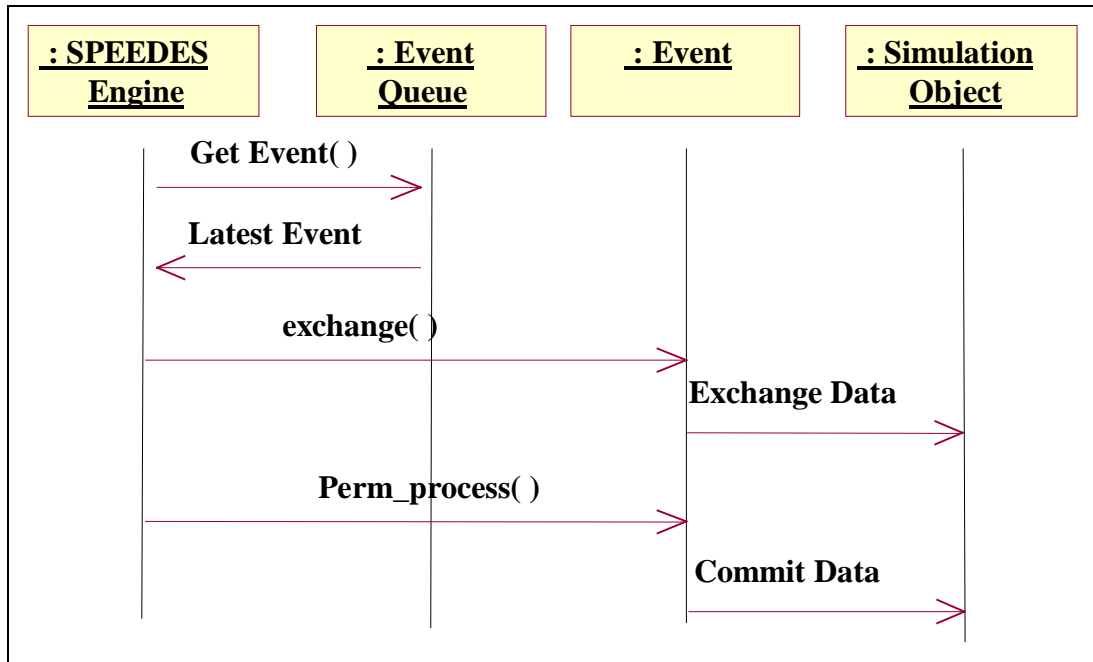 : SPEEDES
Engine
: Event
Queue
: Event
: Simulation
Object
Get Event( )
Latest Event
exchange( )
Exchange Data
Perm_process( )
Commit Data